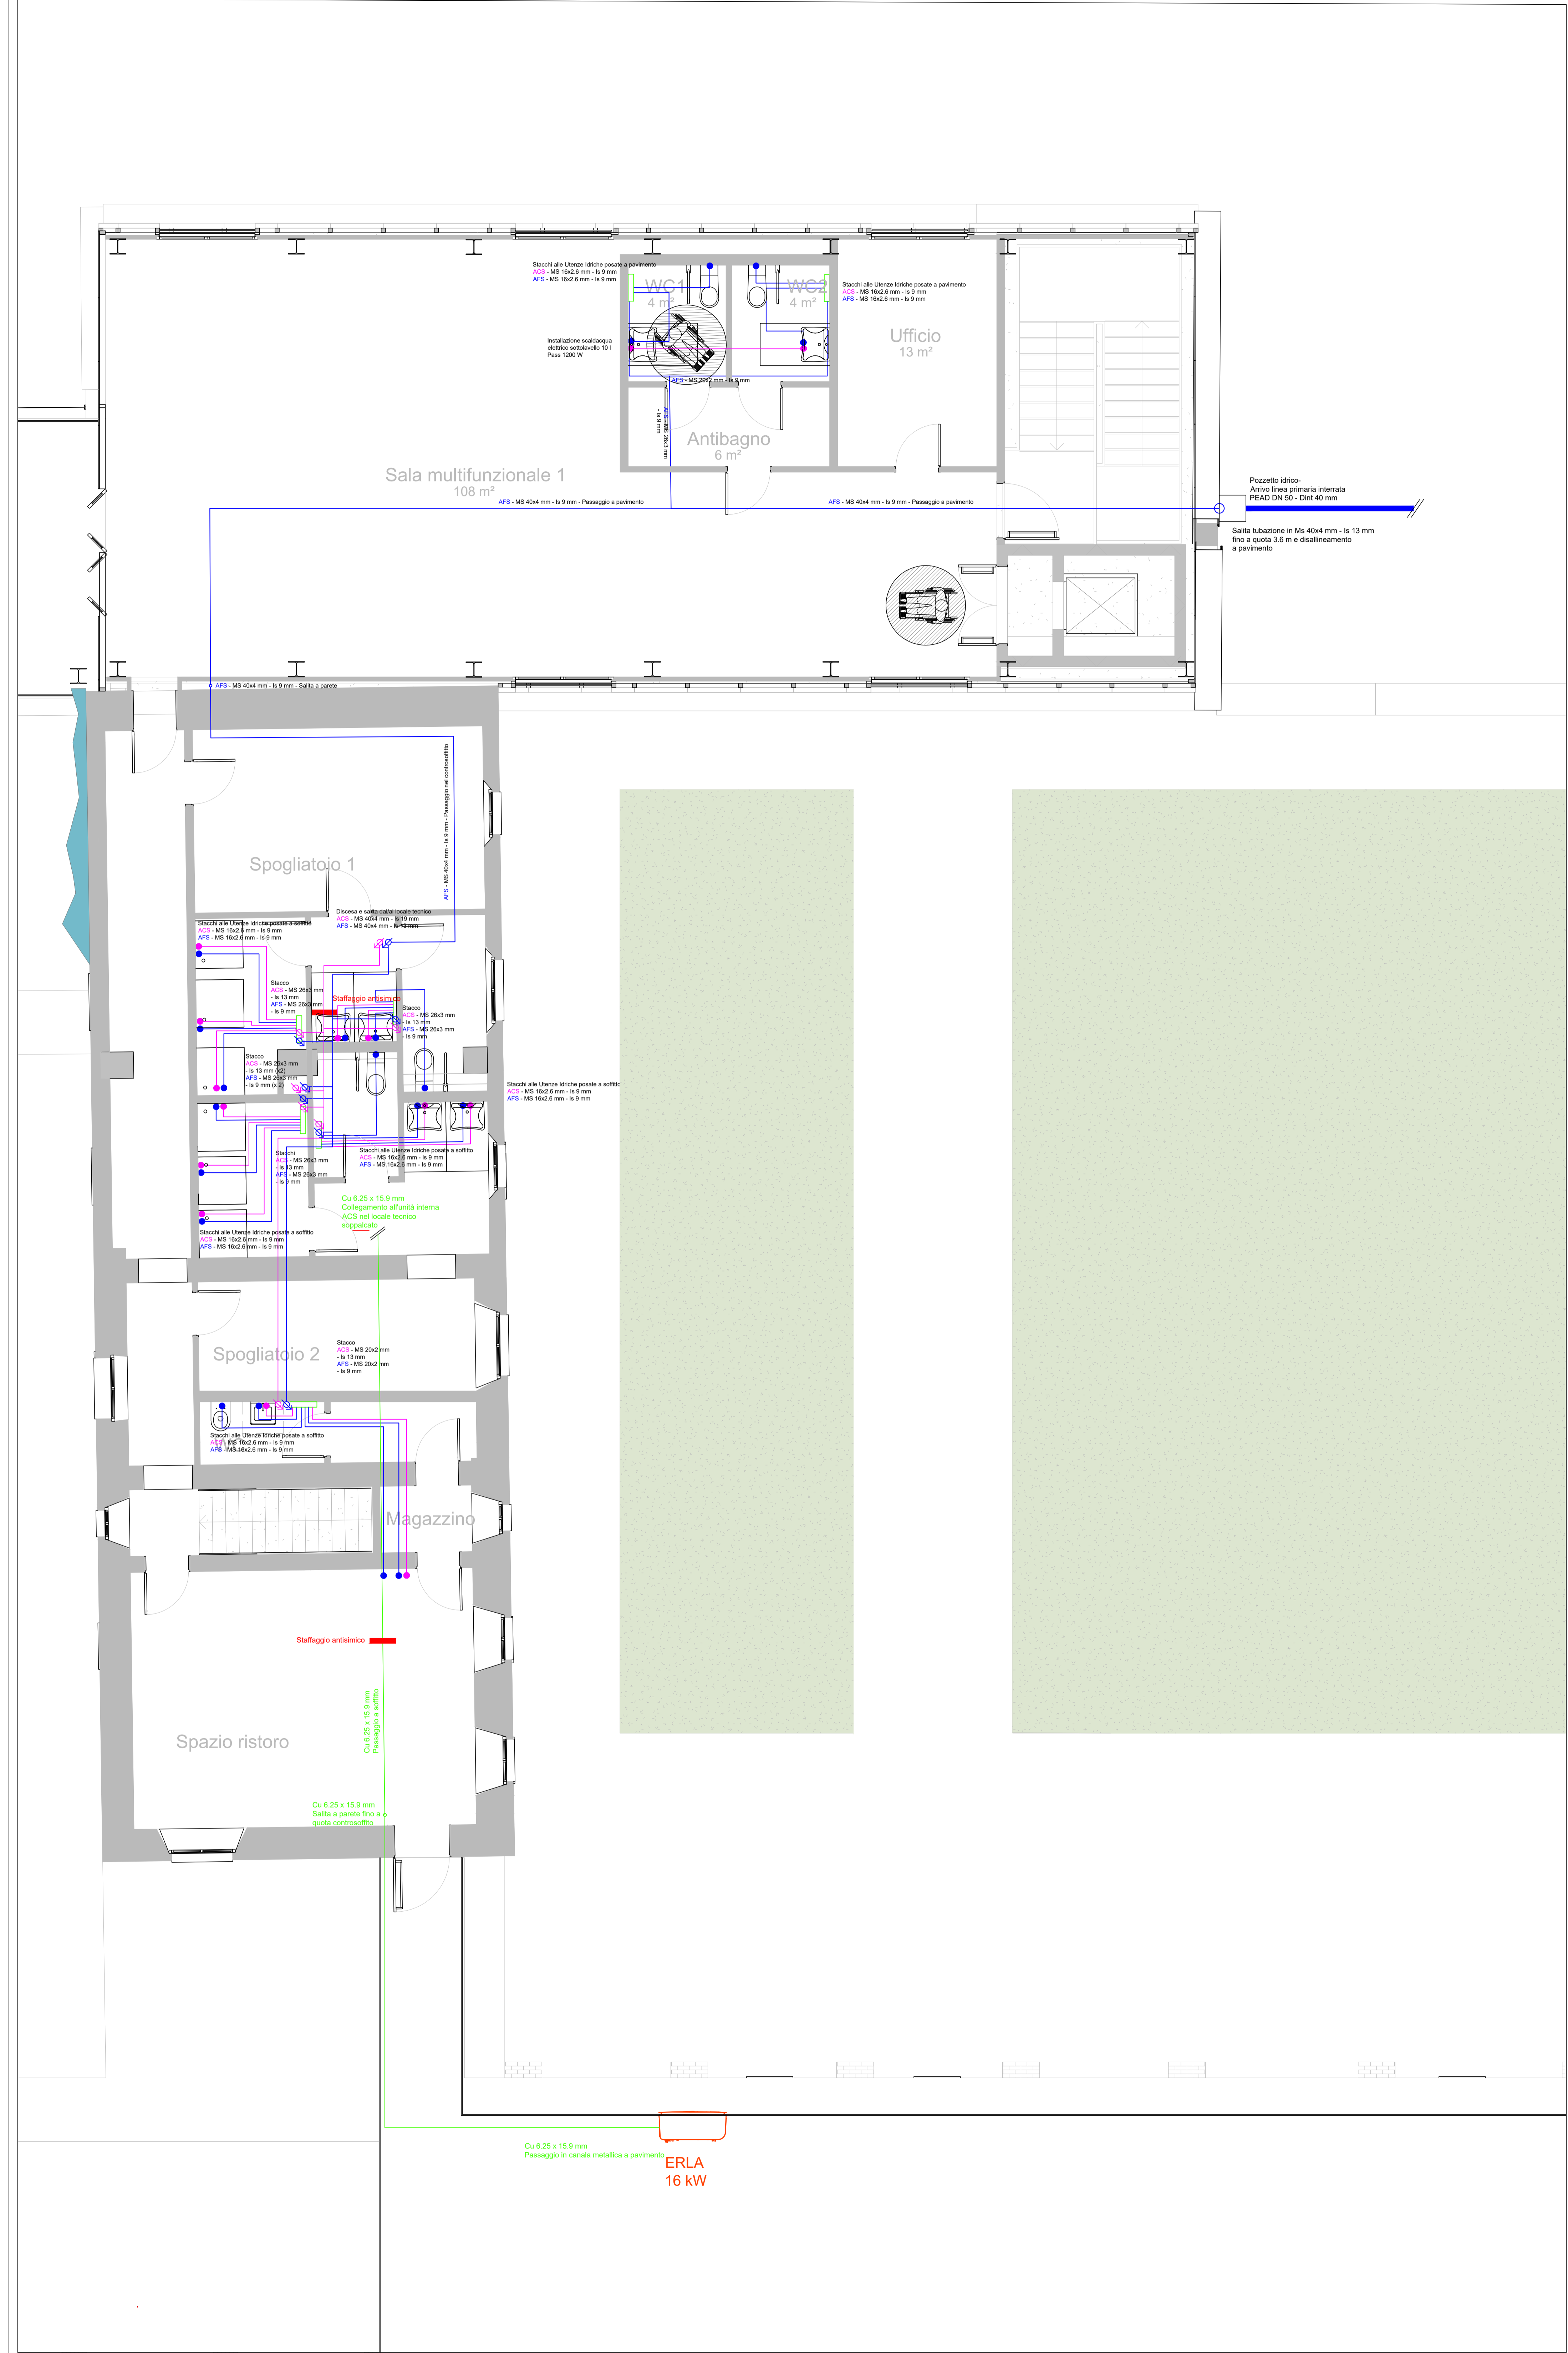 Stacchi alle Utenze Idriche posate a pavimento
ACS - MS 16x2.6 mm - Is 9 mm
AFS - MS 16x2.6 mm - Is 9 mm
WC1
4 m²
WC2
4 m²
Stacchi alle Utenze Idriche posate a pavimento
ACS - MS 16x2.6 mm - Is 9 mm
AFS - MS 16x2.6 mm - Is 9 mm
Ufficio
13 m²
Installazione scaldacqua
elettrico sottolavello 10 l
Pass 1200 W
AFS - MS 20x2 mm - Is 9 mm
AFS - MS 26x3 mm
- Is 9 mm
Antibagno
6 m²
Sala multifunzionale 1
108 m²
AFS - MS 40x4 mm - Is 9 mm - Passaggio a pavimento
AFS - MS 40x4 mm - Is 9 mm - Passaggio a pavimento
Pozzetto idrico-
Arrivo linea primaria interrata
PEAD DN 50 - Dint 40 mm
Salita tubazione in Ms 40x4 mm - Is 13 mm
fino a quota 3.6 m e disallineamento
a pavimento
AFS - MS 40x4 mm - Is 9 mm - Salita a parete
AFS - MS 40x4 mm - Is 9 mm - Passaggio nel controsoffitto
Spogliatoio 1
Discesa e salita dal/al locale tecnico
ACS - MS 40x4 mm - Is 19 mm
AFS - MS 40x4 mm - Is 13 mm
Stacchi alle Utenze Idriche posate a soffitto
ACS - MS 16x2.6 mm - Is 9 mm
AFS - MS 16x2.6 mm - Is 9 mm
Stacco
ACS - MS 26x3 mm
- Is 13 mm
AFS - MS 26x3 mm
- Is 9 mm
Staffaggio antisimico
Stacco
ACS - MS 26x3 mm
- Is 13 mm
AFS - MS 26x3 mm
- Is 9 mm
Stacco
ACS - MS 26x3 mm
- Is 13 mm (x2)
AFS - MS 26x3 mm
- Is 9 mm (x 2)
Stacchi alle Utenze Idriche posate a soffitto
ACS - MS 16x2.6 mm - Is 9 mm
AFS - MS 16x2.6 mm - Is 9 mm
Stacchi
ACS - MS 26x3 mm
- Is 13 mm
AFS - MS 26x3 mm
- Is 9 mm
Stacchi alle Utenze Idriche posate a soffitto
ACS - MS 16x2.6 mm - Is 9 mm
AFS - MS 16x2.6 mm - Is 9 mm
Cu 6.25 x 15.9 mm
Collegamento all'unità interna
ACS nel locale tecnico
soppalcato
Stacchi alle Utenze Idriche posate a soffitto
ACS - MS 16x2.6 mm - Is 9 mm
AFS - MS 16x2.6 mm - Is 9 mm
Spogliatoio 2
Stacco
ACS - MS 20x2 mm
- Is 13 mm
AFS - MS 20x2 mm
- Is 9 mm
Stacchi alle Utenze Idriche posate a soffitto
ACS - MS 16x2.6 mm - Is 9 mm
AFS - MS 16x2.6 mm - Is 9 mm
Magazzino
Staffaggio antisimico
Cu 6.25 x 15.9 mm
Passaggio a soffitto
Spazio ristoro
Cu 6.25 x 15.9 mm
Salita a parete fino a
quota controsoffito
Cu 6.25 x 15.9 mm
Passaggio in canala metallica a pavimento
ERLA
16 kW